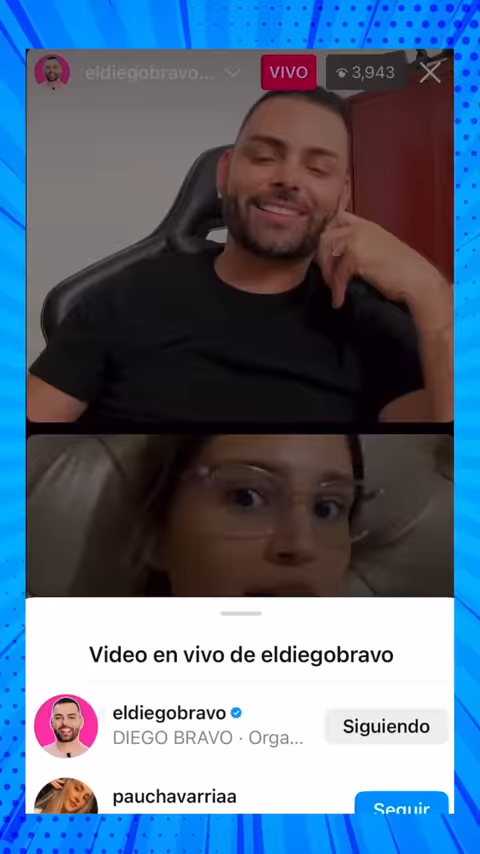 eldiegobravo...
VIVO
3,943
Video en vivo de eldiegobravo
eldiegobravo
Siguiendo
DIEGO BRAVO · Orga...
pauchavarriaa
Seguir